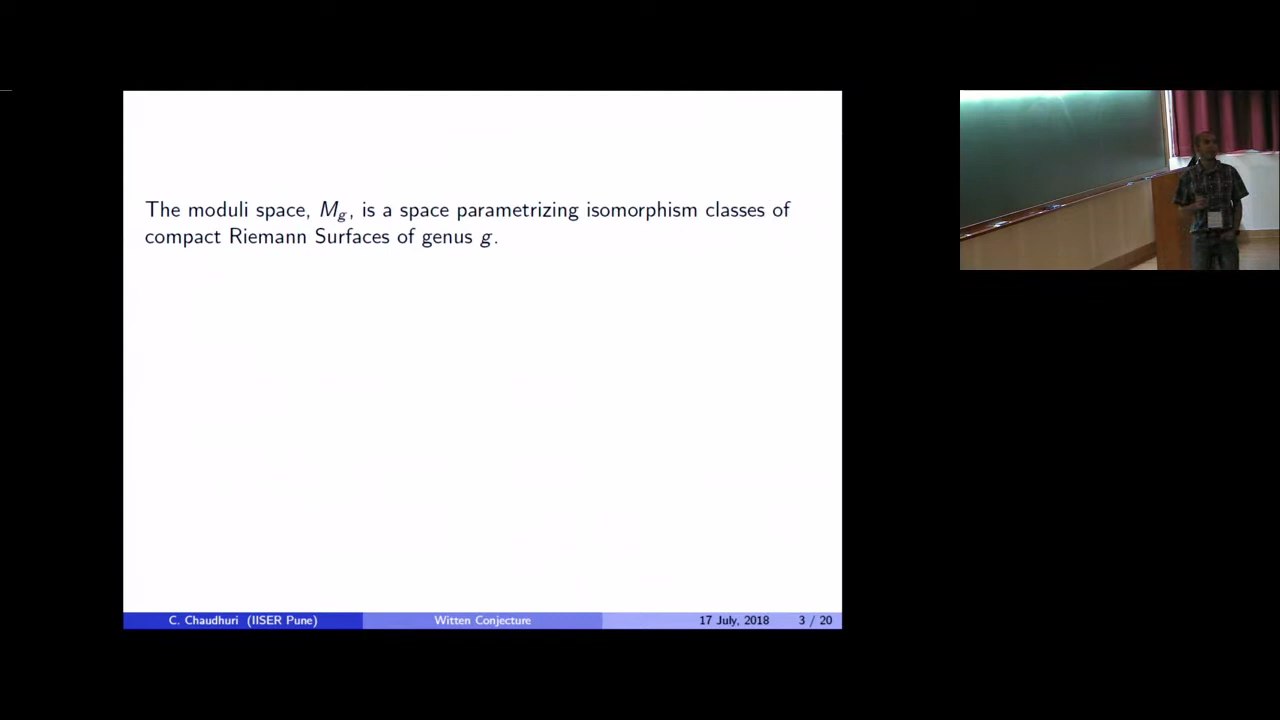 The moduli space, M_g, is a space parametrizing isomorphism classes of
compact Riemann Surfaces of genus g.
C. Chaudhuri (IISER Pune) Witten Conjecture 17 July, 2018 3 / 20